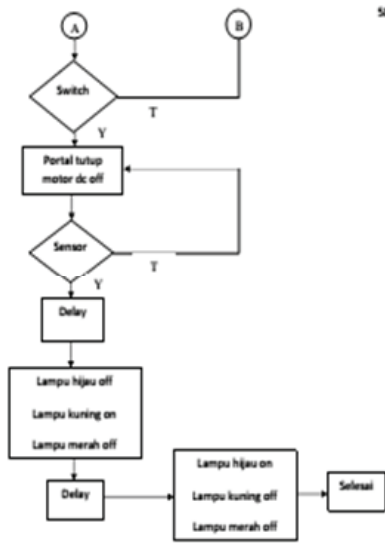 A
B
Switch
T
Y
Portal tutup
motor dc off
Sensor
T
Y
Delay
Lampu hijau off
Lampu kuning on
Lampu merah off
Delay
Lampu hijau on
Lampu kuning off
Lampu merah off
Selesai